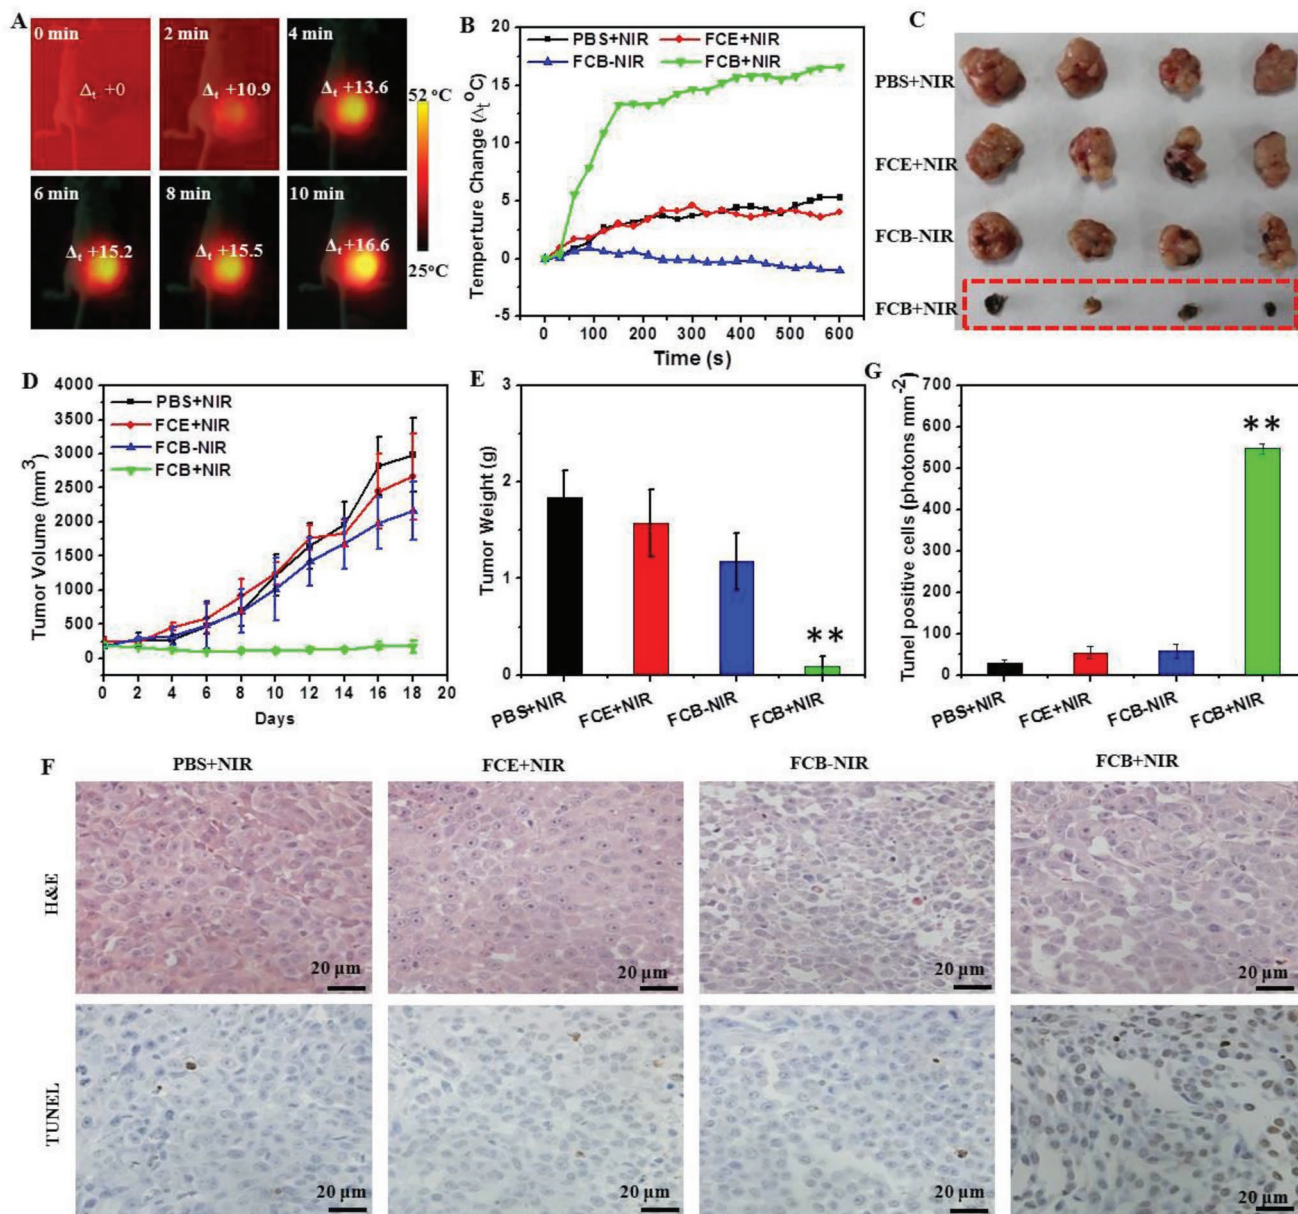 A
0 min
2 min
4 min
Δt +0
Δt +10.9
Δt +13.6
6 min
8 min
10 min
Δt +15.2
Δt +15.5
Δt +16.6
52 °C
25°C
B
PBS+NIR
FCE+NIR
FCB-NIR
FCB+NIR
Temperture Change (Δt °C)
20
15
10
5
0
-5
0 100 200 300 400 500 600
Time (s)
C
PBS+NIR
FCE+NIR
FCB-NIR
FCB+NIR
D
PBS+NIR
FCE+NIR
FCB-NIR
FCB+NIR
Tumor Volume (mm3)
4000
3500
3000
2500
2000
1500
1000
500
0
0 2 4 6 8 10 12 14 16 18 20
Days
E
Tumor Weight (g)
3
2
1
0
**
PBS+NIR
FCE+NIR
FCB-NIR
FCB+NIR
G
Tunel positive cells (photons mm-2)
700
600
500
400
300
200
100
0
**
PBS+NIR
FCE+NIR
FCB-NIR
FCB+NIR
F
PBS+NIR
FCE+NIR
FCB-NIR
FCB+NIR
H&E
20 µm
20 µm
20 µm
20 µm
TUNEL
20 µm
20 µm
20 µm
20 µm